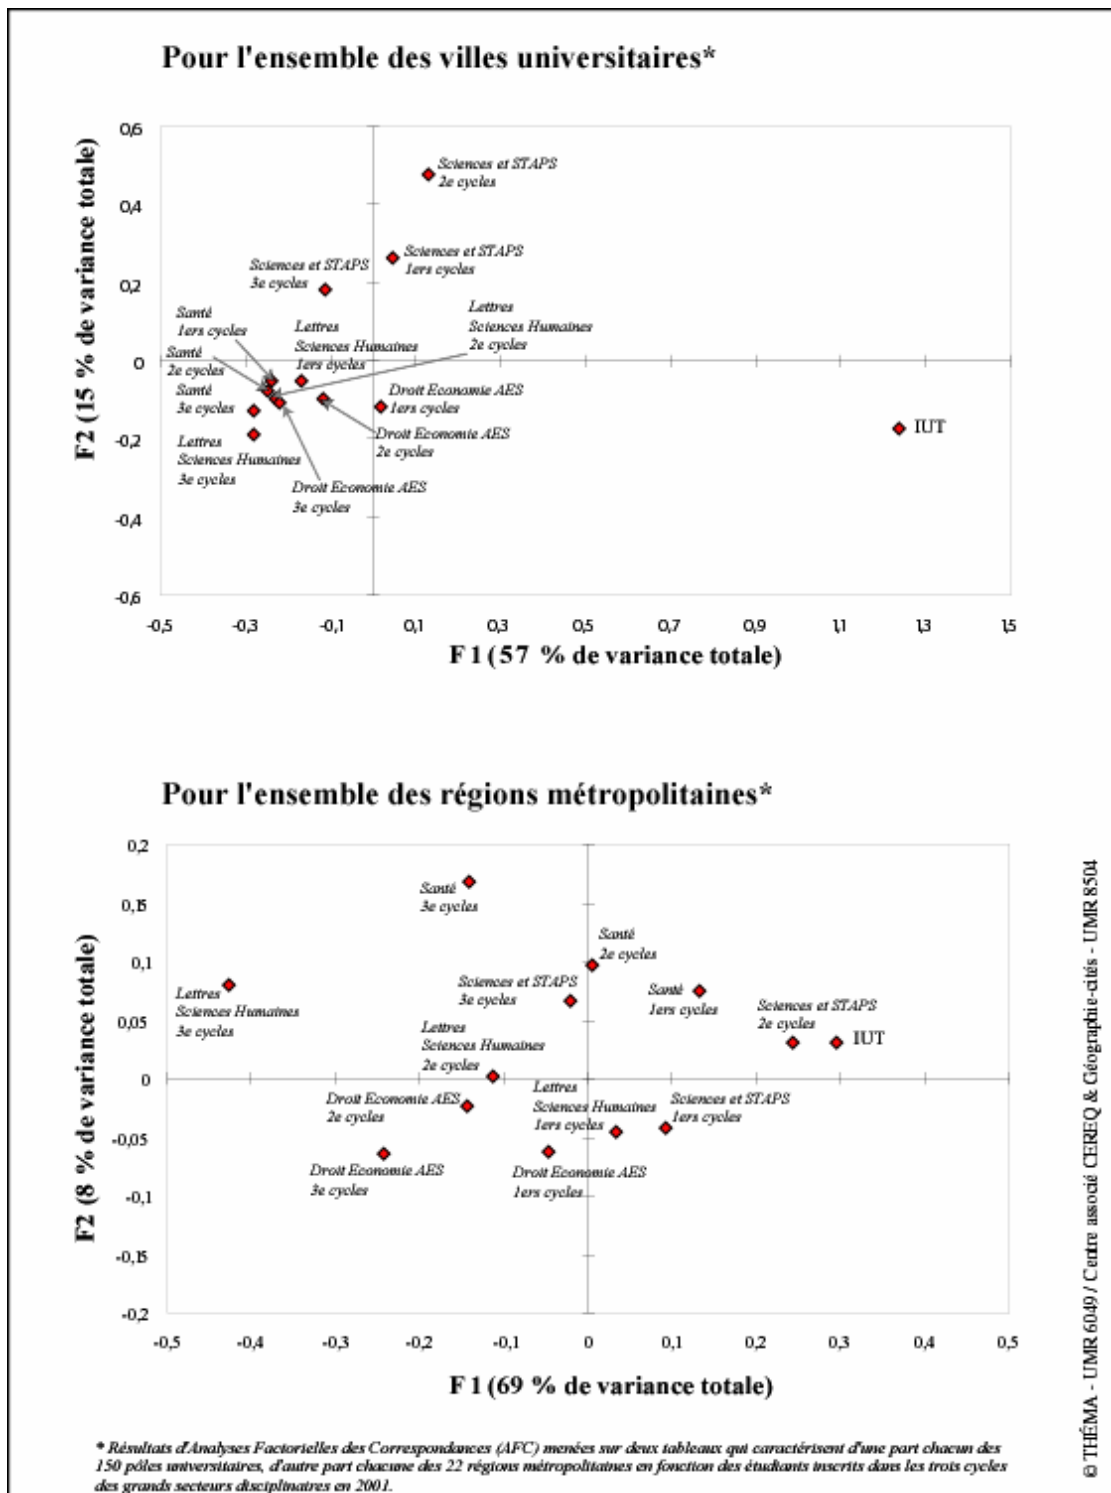 Pour l'ensemble des villes universitaires*
F2 (15 % de variance totale)
0,6
0,4
0,2
0
-0,2
-0,4
-0,6
Sciences et STAPS
2e cycles
Sciences et STAPS
1ers cycles
Sciences et STAPS
3e cycles
Lettres
Sciences Humaines
2e cycles
Santé
1ers cycles
Lettres
Sciences Humaines
1ers cycles
Santé
2e cycles
Santé
3e cycles
Droit Economie AES
1ers cycles
IUT
Droit Economie AES
2e cycles
Lettres
Sciences Humaines
3e cycles
Droit Economie AES
3e cycles
-0,5 -0,3 -0,1 0,1 0,3 0,5 0,6 0,8 0,9 1,1 1,3 1,5
F1 (57 % de variance totale)
Pour l'ensemble des régions métropolitaines*
F2 (8 % de variance totale)
0,2
0,15
0,1
0,05
0
-0,05
-0,1
-0,15
-0,2
Santé
3e cycles
Santé
2e cycles
Sciences et STAPS
3e cycles
Santé
1ers cycles
Lettres
Sciences Humaines
3e cycles
Sciences et STAPS
2e cycles
IUT
Lettres
Sciences Humaines
2e cycles
Droit Economie AES
2e cycles
Lettres
Sciences Humaines
1ers cycles
Sciences et STAPS
1ers cycles
Droit Economie AES
3e cycles
Droit Economie AES
1ers cycles
-0,5 -0,3 -0,2 -0,1 0 0,1 0,2 0,3 0,5 0,5
F1 (69 % de variance totale)
* Résultats d'Analyses Factorielles des Correspondances (AFC) menées sur deux tableaux qui caractérisent d'une part chacun des
150 pôles universitaires, d'autre part chacune des 22 régions métropolitaines en fonction des étudiants inscrits dans les trois cycles
des grands secteurs disciplinaires en 2001.
© THÉMA - UMR 6049 / Centre associé CEREQ & Géographie-cités - UMR 8504